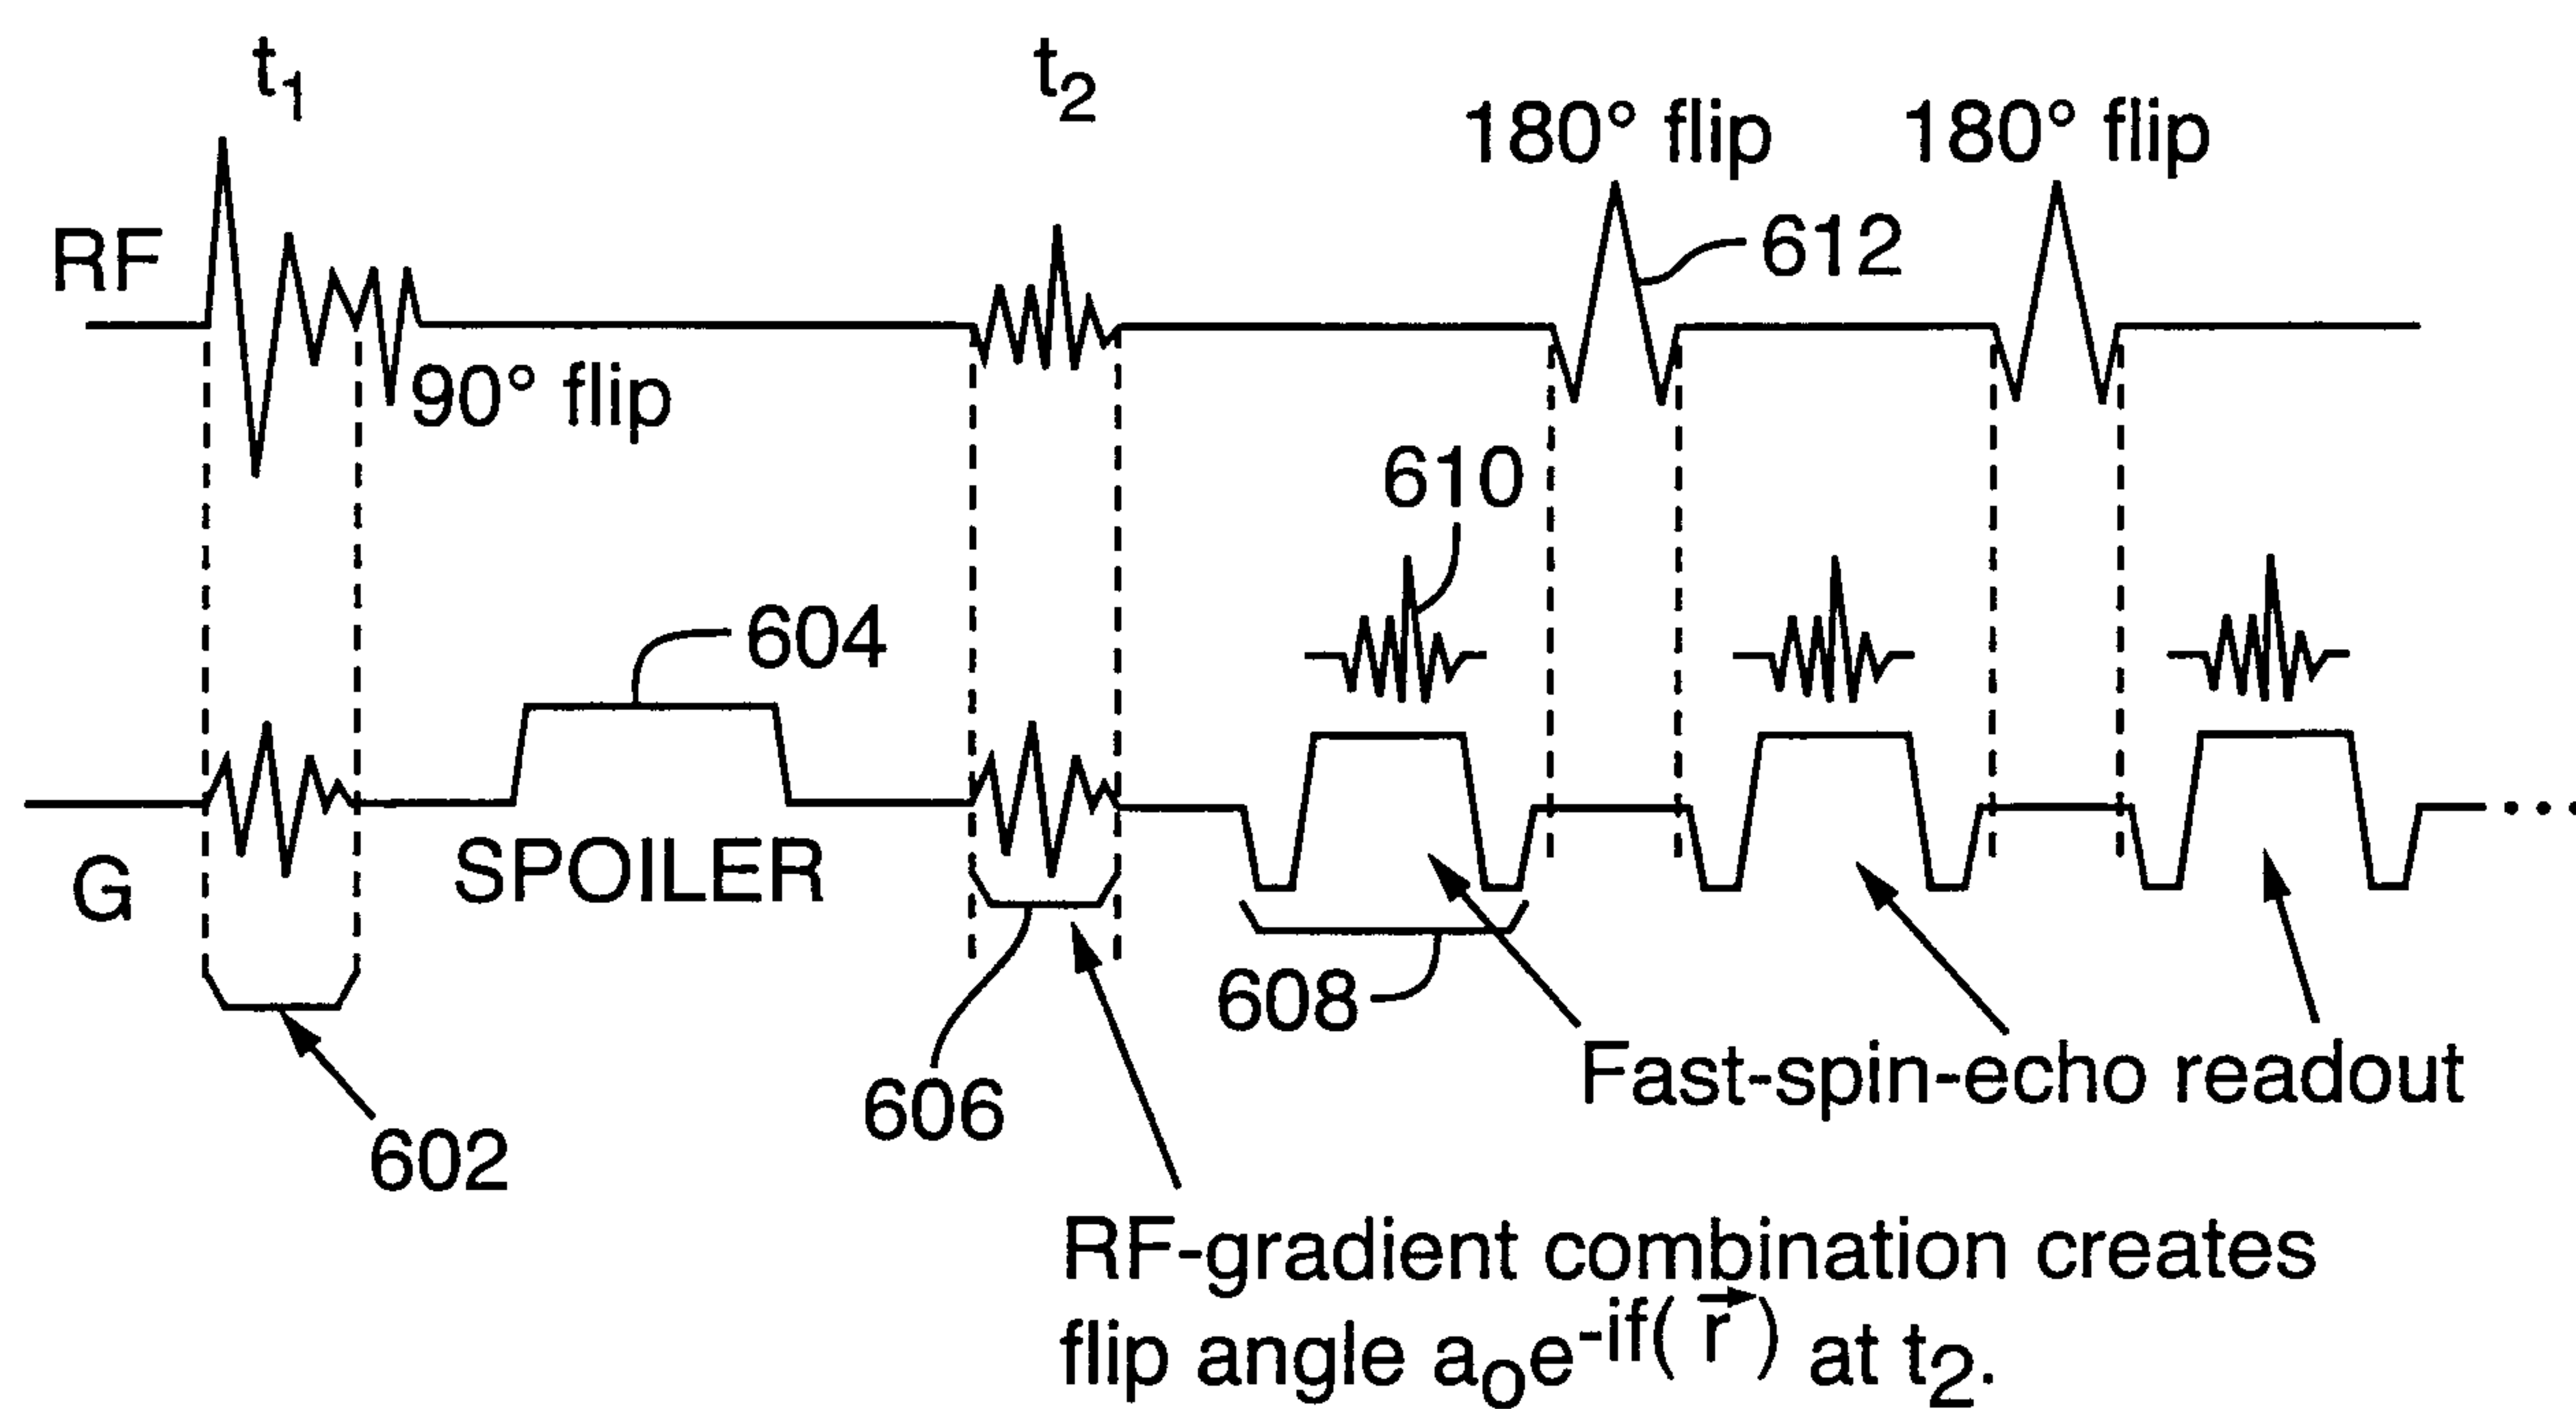 t1
t2
180° flip
180° flip
RF
612
90° flip
610
604
G
SPOILER
608
606
602
Fast-spin-echo readout
RF-gradient combination creates
flip angle a₀e^-if(r⃗) at t₂.